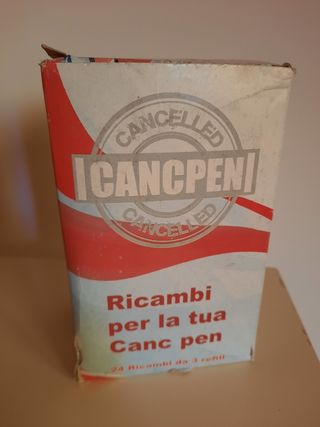 CANCELLED
|CANCPEN|
CANCELLED
Ricambi
per la tua
Canc pen
24 Ricambi da 3 refill